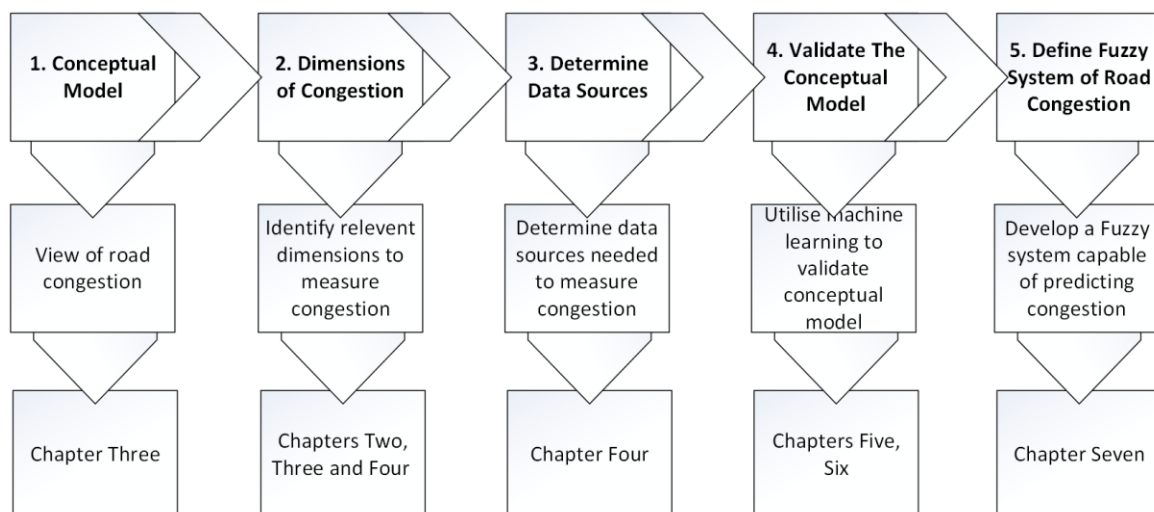 1. Conceptual
Model
2. Dimensions
of Congestion
3. Determine
Data Sources
4. Validate The
Conceptual
Model
5. Define Fuzzy
System of Road
Congestion
View of road
congestion
Identify relevent
dimensions to
measure
congestion
Determine data
sources needed
to measure
congestion
Utilise machine
learning to
validate
conceptual
model
Develop a Fuzzy
system capable
of predicting
congestion
Chapter Three
Chapters Two,
Three and Four
Chapter Four
Chapters Five,
Six
Chapter Seven